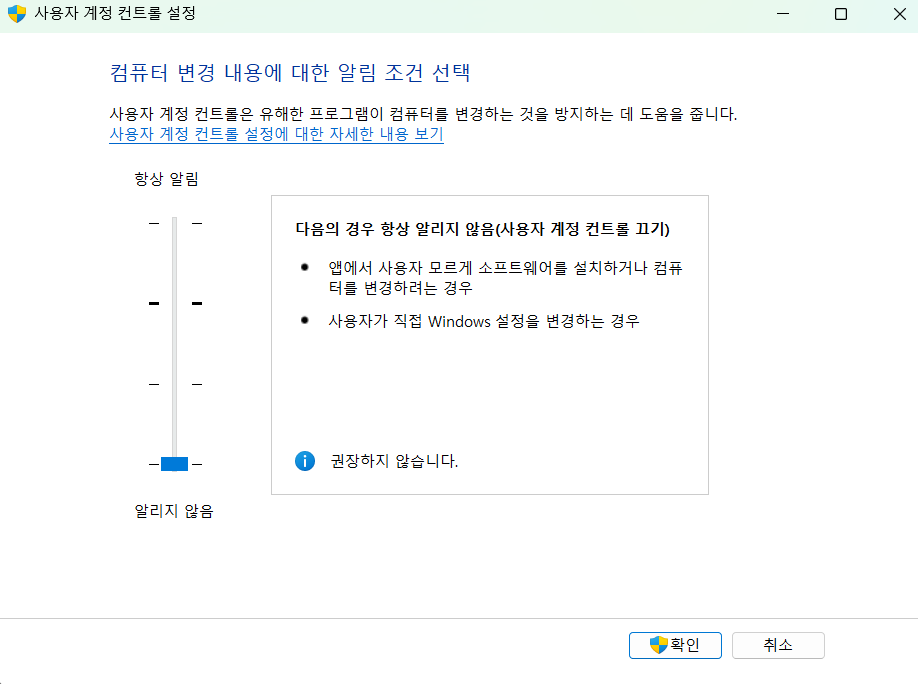 사용자 계정 컨트롤 설정
컴퓨터 변경 내용에 대한 알림 조건 선택
사용자 계정 컨트롤은 유해한 프로그램이 컴퓨터를 변경하는 것을 방지하는 데 도움을 줍니다.
사용자 계정 컨트롤 설정에 대한 자세한 내용 보기
항상 알림
다음의 경우 항상 알리지 않음(사용자 계정 컨트롤 끄기)
앱에서 사용자 모르게 소프트웨어를 설치하거나 컴퓨
터를 변경하려는 경우
사용자가 직접 Windows 설정을 변경하는 경우
권장하지 않습니다.
알리지 않음
확인
취소